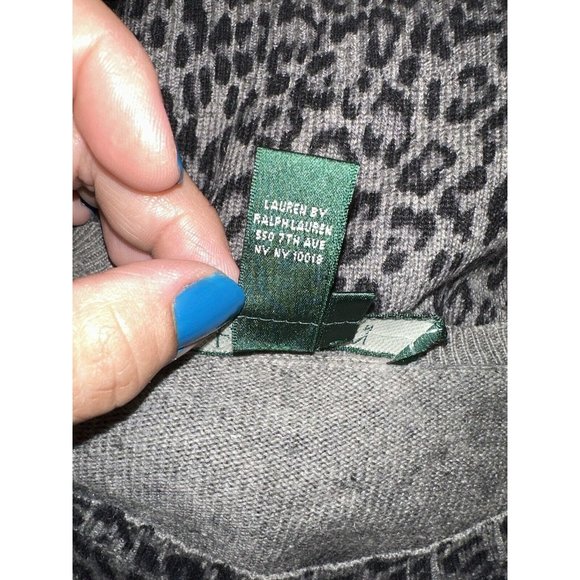 LAUREN BY
RALPH LAUREN
550 7TH AVE
NY NY 10018